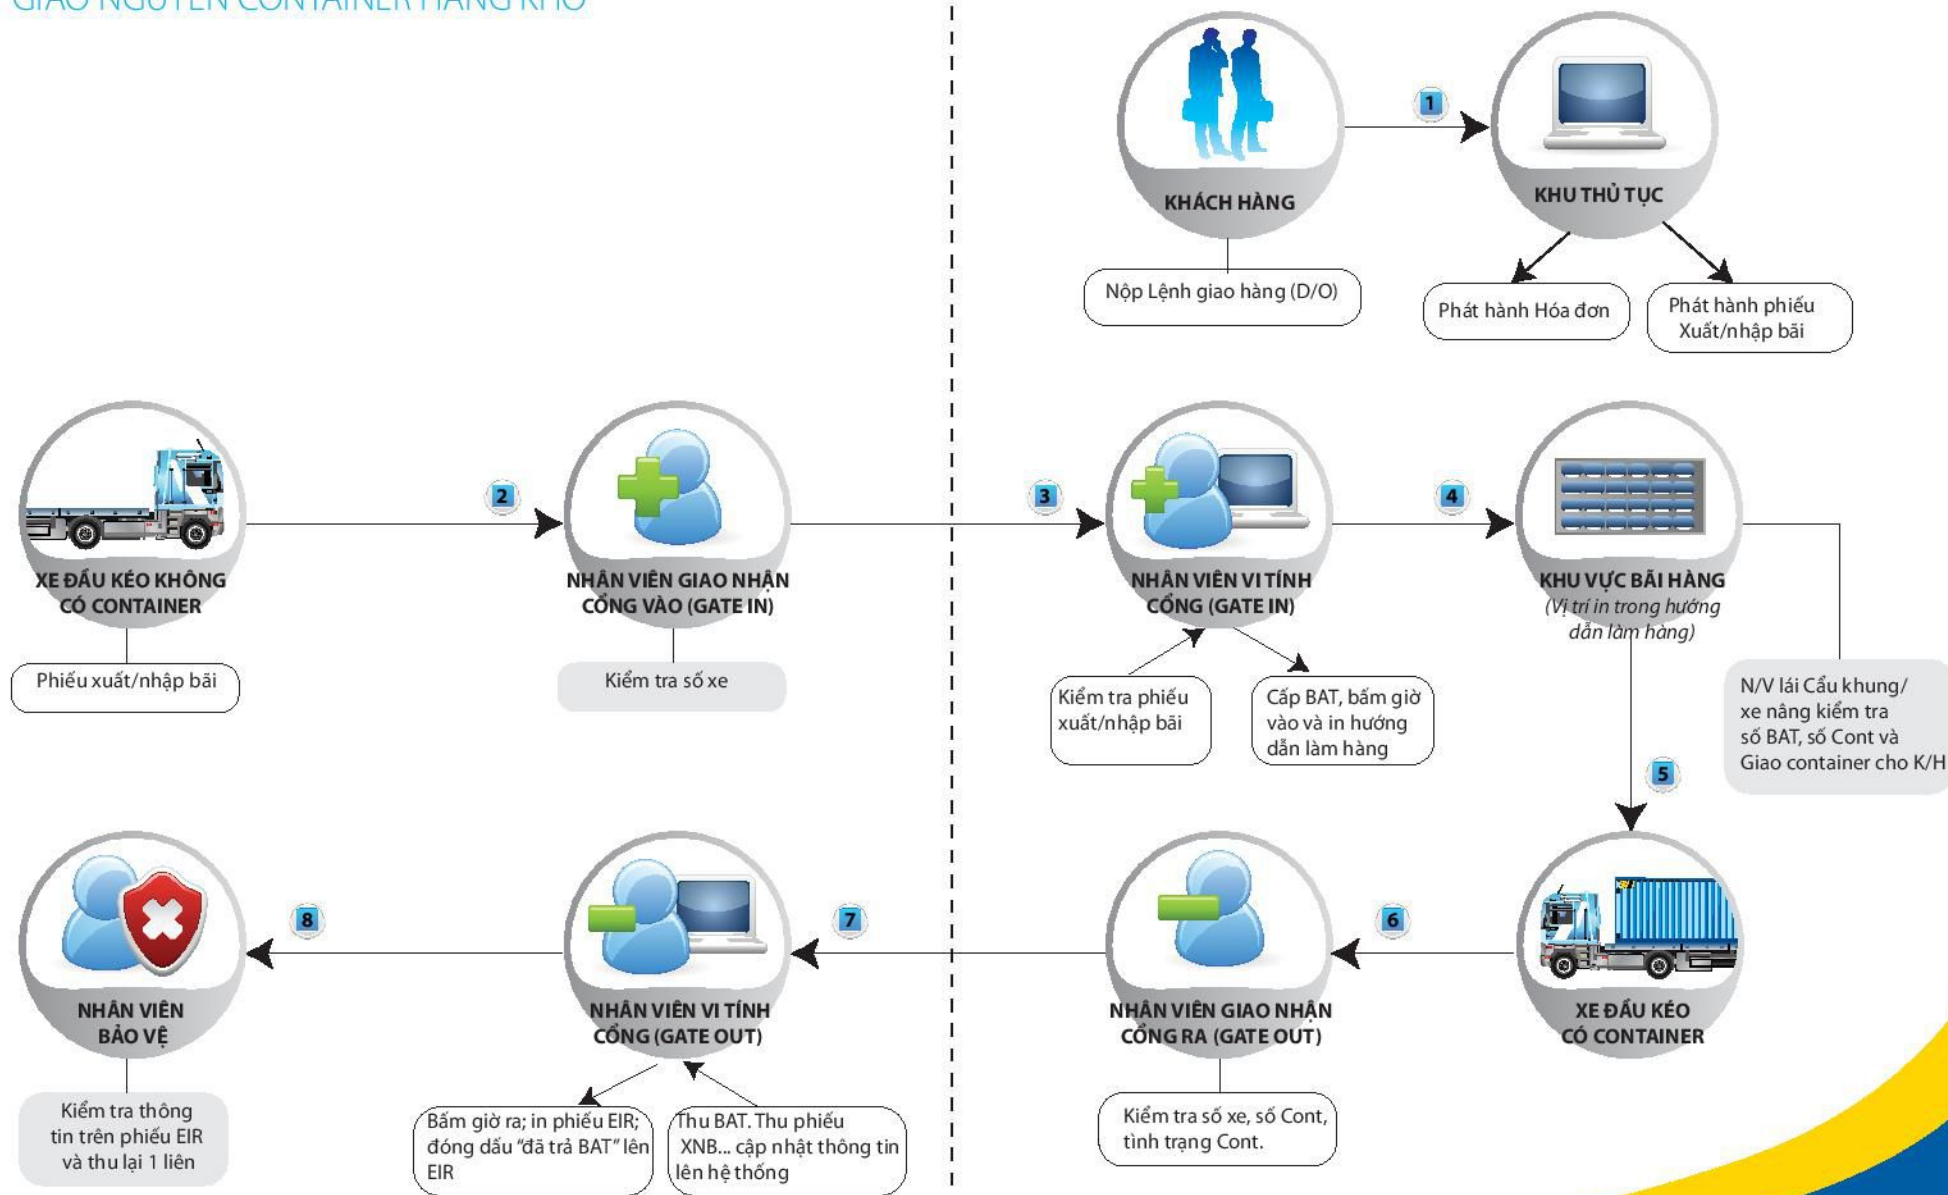 GIAO NGUYÊN CONTAINER HÀNG KHÔ
1
KHÁCH HÀNG
KHU THỦ TỤC
Nộp Lệnh giao hàng (D/O)
Phát hành Hóa đơn
Phát hành phiếu
Xuất/nhập bãi
2
3
4
XE ĐẦU KÉO KHÔNG
CÓ CONTAINER
NHÂN VIÊN GIAO NHẬN
CỔNG VÀO (GATE IN)
NHÂN VIÊN VI TÍNH
CỔNG (GATE IN)
KHU VỰC BÃI HÀNG
(Vị trí in trong hướng
dẫn làm hàng)
Phiếu xuất/nhập bãi
Kiểm tra số xe
Kiểm tra phiếu
xuất/nhập bãi
Cấp BAT, bấm giờ
vào và in hướng
dẫn làm hàng
N/V lái Cẩu khung/
xe nâng kiểm tra
số BAT, số Cont và
Giao container cho K/H
5
8
7
6
NHÂN VIÊN
BẢO VỆ
NHÂN VIÊN VI TÍNH
CỔNG (GATE OUT)
NHÂN VIÊN GIAO NHẬN
CỔNG RA (GATE OUT)
XE ĐẦU KÉO
CÓ CONTAINER
Kiểm tra thông
tin trên phiếu EIR
và thu lại 1 liên
Bấm giờ ra; in phiếu EIR;
đóng dấu “đã trả BAT” lên
EIR
Thu BAT. Thu phiếu
XNB... cập nhật thông tin
lên hệ thống
Kiểm tra số xe, số Cont,
tình trạng Cont.